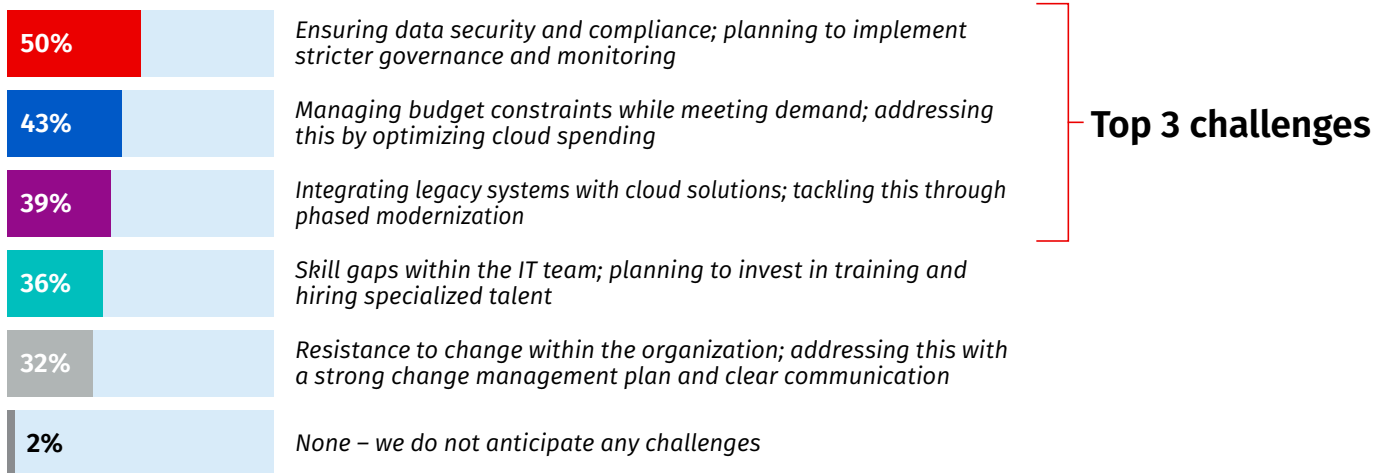 50%
Ensuring data security and compliance; planning to implement
stricter governance and monitoring
43%
Managing budget constraints while meeting demand; addressing
this by optimizing cloud spending
39%
Integrating legacy systems with cloud solutions; tackling this through
phased modernization
Top 3 challenges
36%
Skill gaps within the IT team; planning to invest in training and
hiring specialized talent
32%
Resistance to change within the organization; addressing this with
a strong change management plan and clear communication
2%
None – we do not anticipate any challenges